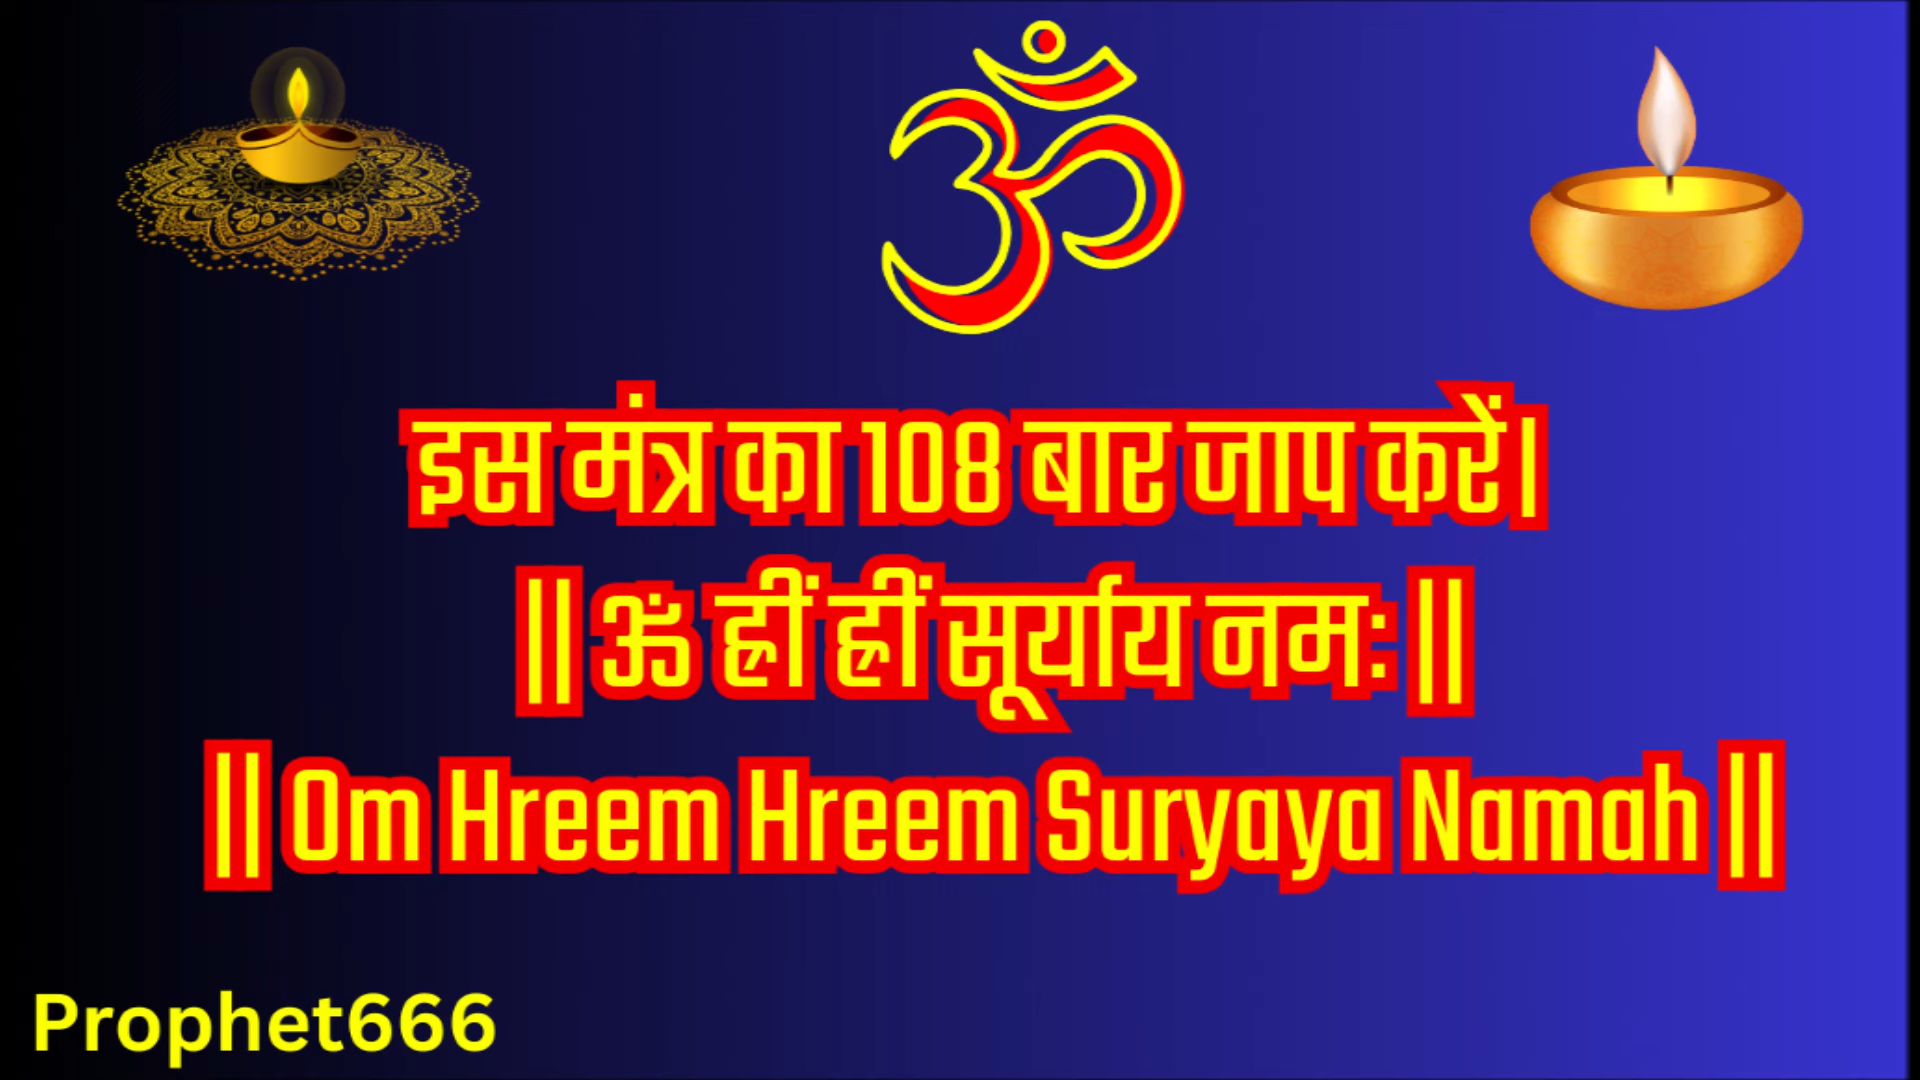 ॐ
इस मंत्र का 108 बार जाप करें।
|| ॐ ह्रीं ह्रीं सूर्याय नमः ||
|| Om Hreem Hreem Suryaya Namah ||
Prophet666